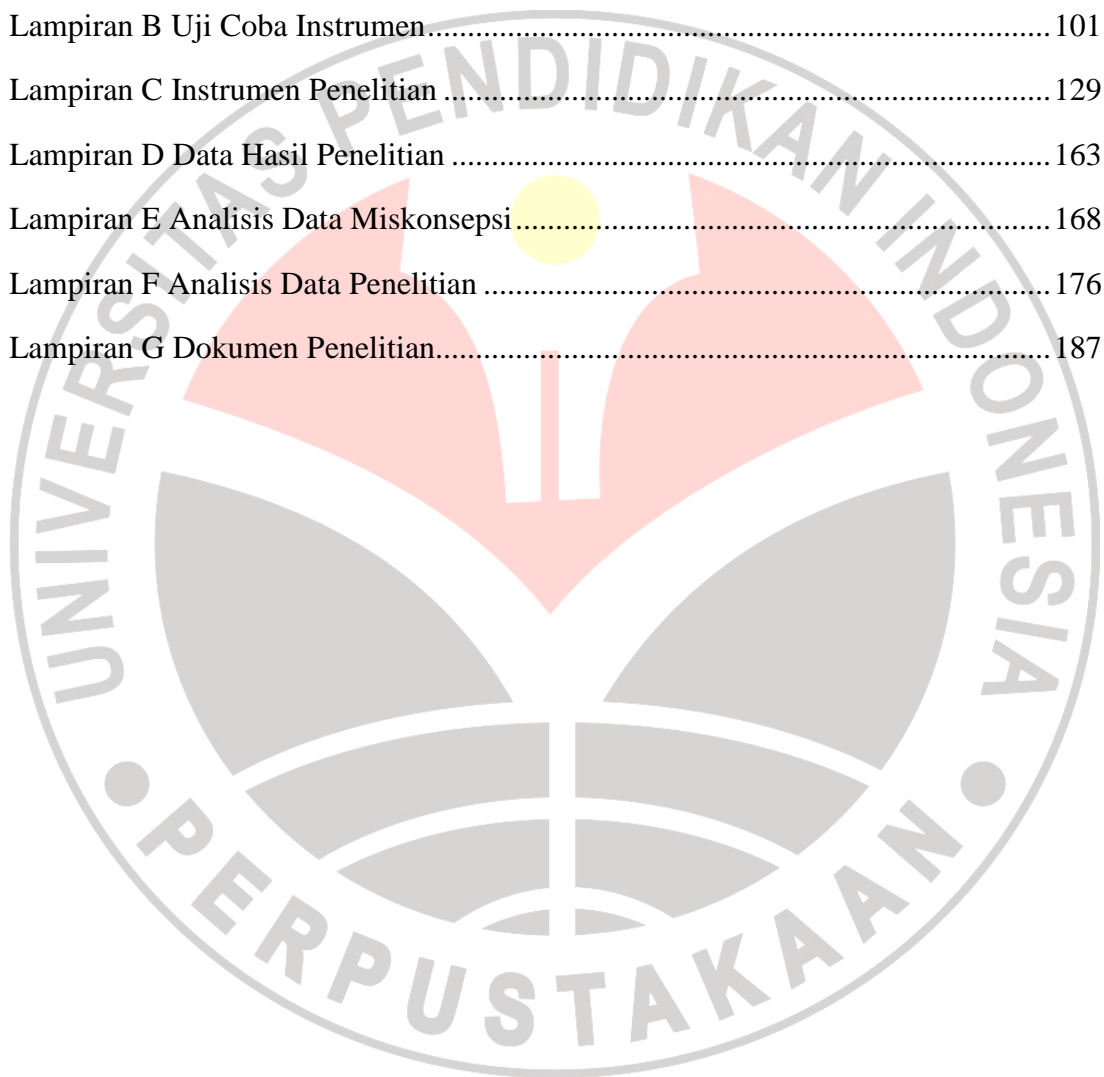 Lampiran B Uji Coba Instrumen........................................................................... 101
Lampiran C Instrumen Penelitian ......................................................................... 129
Lampiran D Data Hasil Penelitian ........................................................................ 163
Lampiran E Analisis Data Miskonsepsi................................................................ 168
Lampiran F Analisis Data Penelitian .................................................................... 176
Lampiran G Dokumen Penelitian.......................................................................... 187
UNIVERSITAS PENDIDIKAN INDONESIA
PERPUSTAKAAN